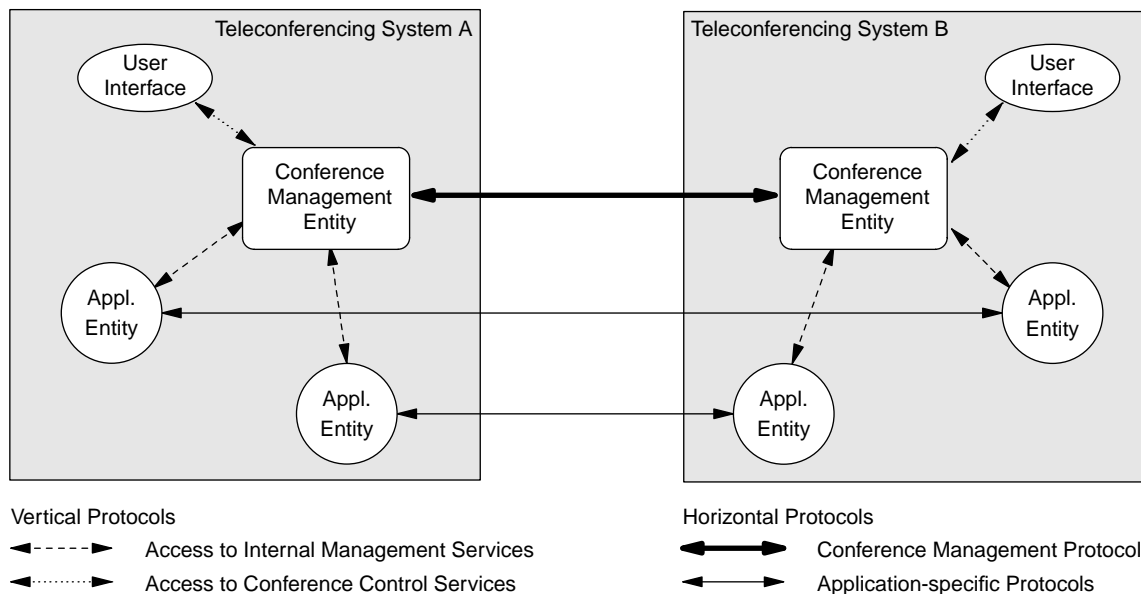 Teleconferencing System A
User
Interface
Conference
Management
Entity
Appl.
Entity
Appl.
Entity
Teleconferencing System B
User
Interface
Conference
Management
Entity
Appl.
Entity
Appl.
Entity
Vertical Protocols
Access to Internal Management Services
Access to Conference Control Services
Horizontal Protocols
Conference Management Protocol
Application-specific Protocols